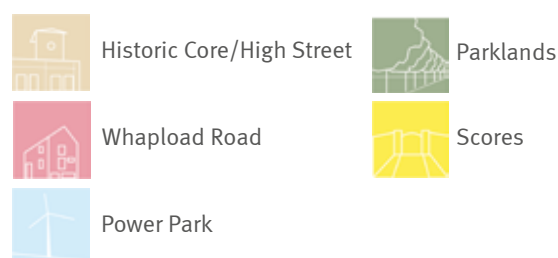 Historic Core/High Street
Whapload Road
Power Park
Parklands
Scores